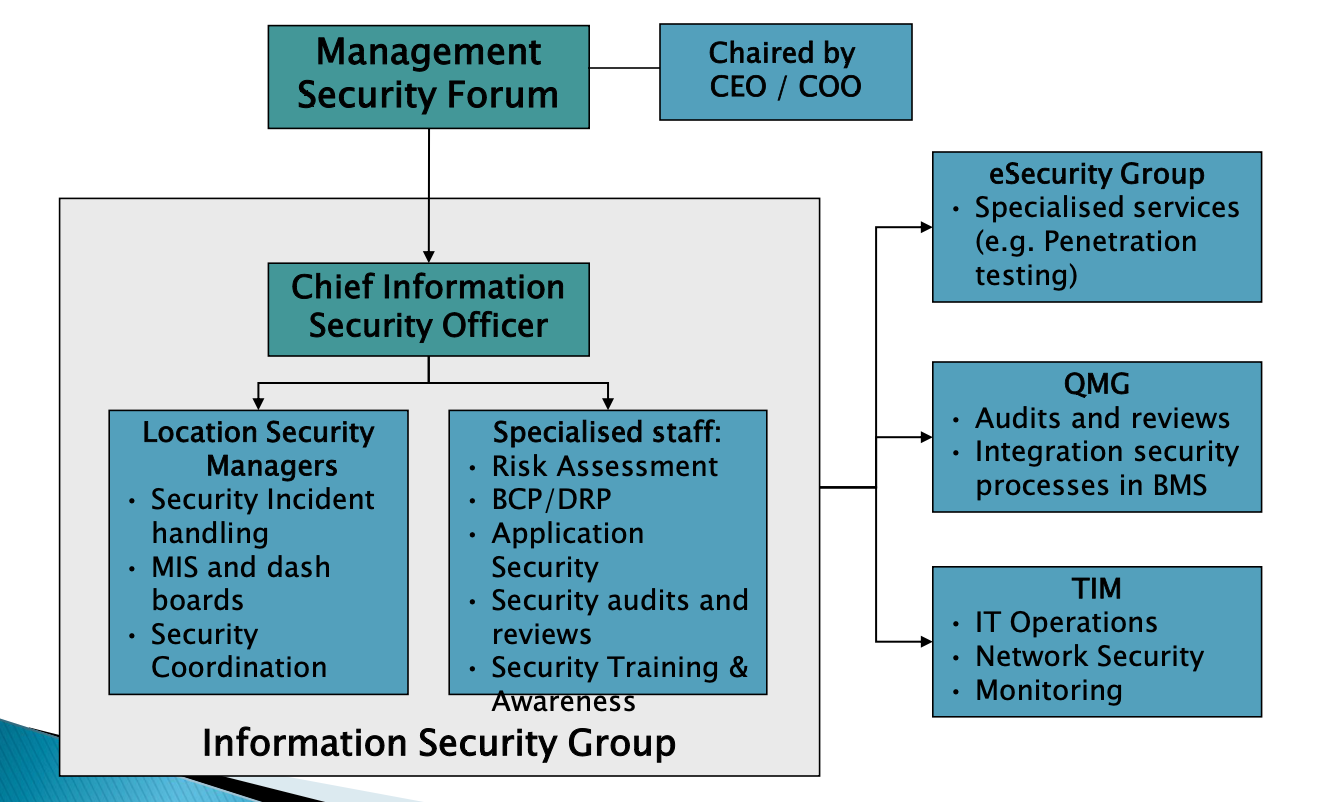 Management
Security Forum
Chaired by
CEO / COO
eSecurity Group
• Specialised services
(e.g. Penetration
testing)
Chief Information
Security Officer
QMG
• Audits and reviews
• Integration security
processes in BMS
Location Security
Managers
• Security Incident
handling
• MIS and dash
boards
• Security
Coordination
Specialised staff:
• Risk Assessment
• BCP/DRP
• Application
Security
• Security audits and
reviews
• Security Training &
Awareness
TIM
• IT Operations
• Network Security
• Monitoring
Information Security Group